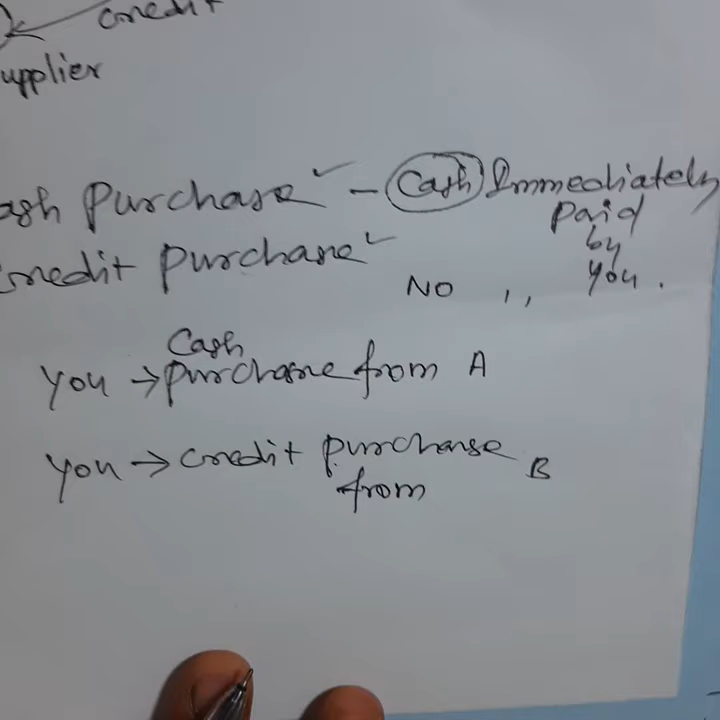 credit
upplier
ash Purchase – Cash Immediately
paid
by
you.
redit purchase
NO ,,
Cash
you → purchase from A
you → credit purchase B
from